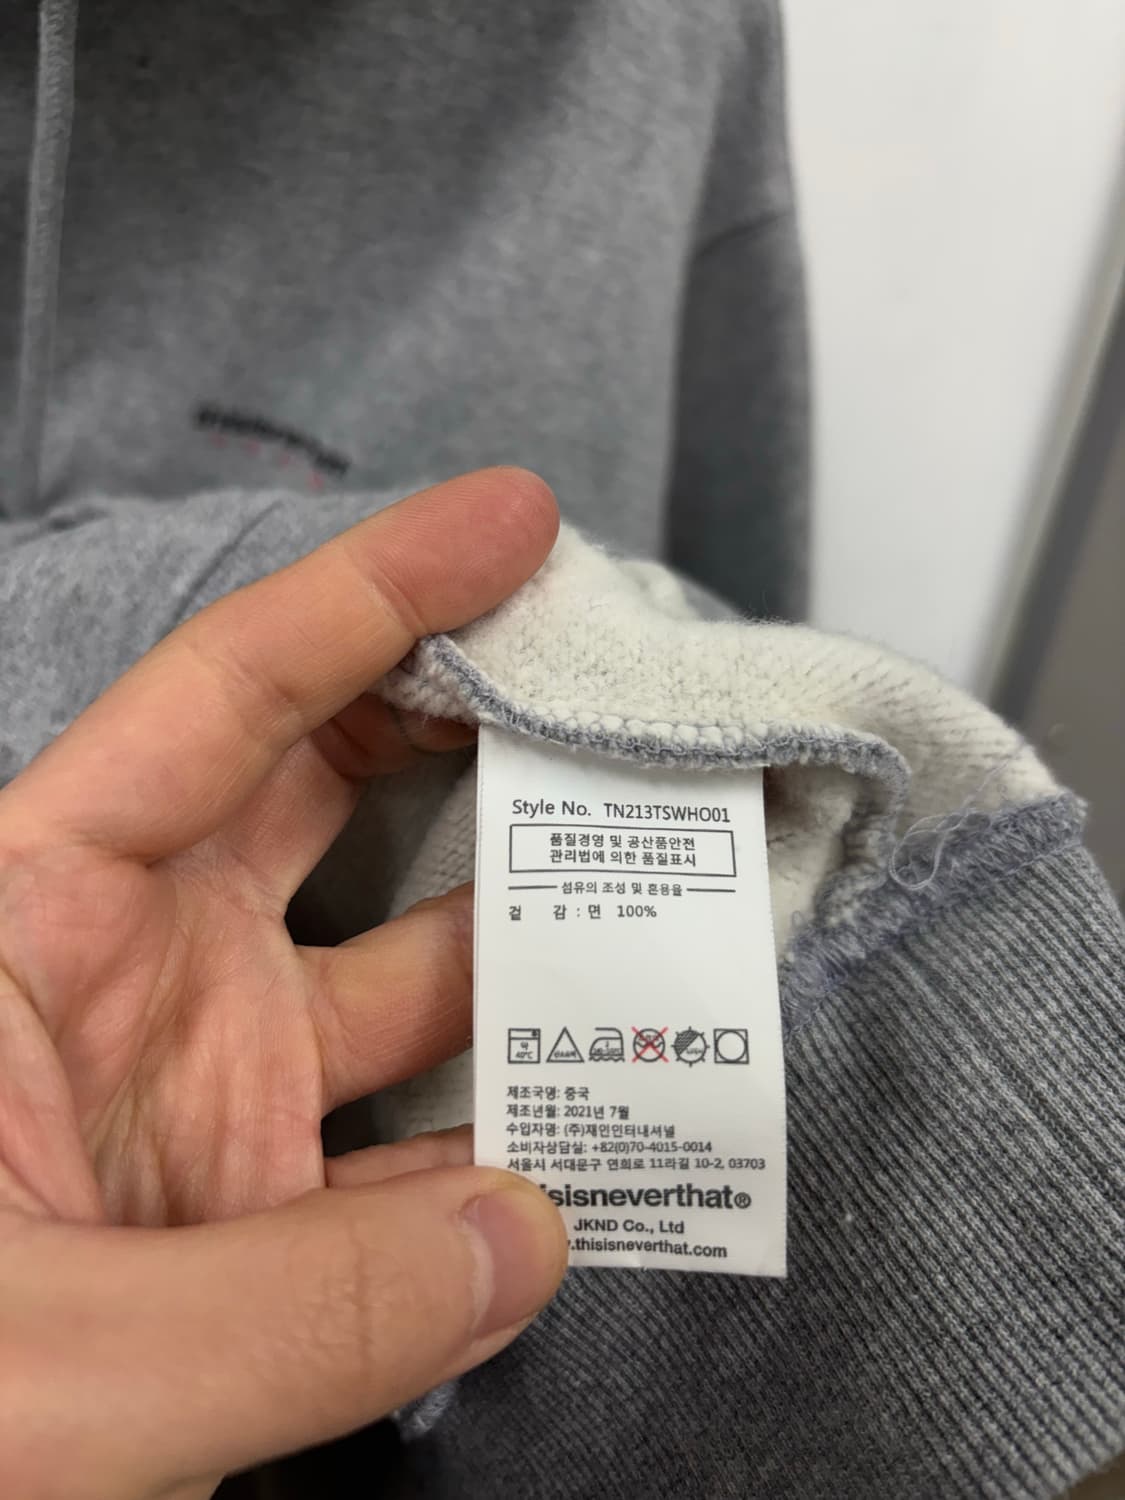 Style No. TN213TSWHO01
품질경영 및 공산품안전
관리법에 의한 품질표시
섬유의 조성 및 혼용율
겉 감 : 면 100%
약
40℃
제조국명: 중국
제조년월: 2021년 7월
수입자명: (주)재인인터내셔널
소비자상담실: +82(0)70-4015-0014
서울시 서대문구 연희로 11라길 10-2, 03703
isisneverthat®
JKND Co., Ltd
.thisisneverthat.com